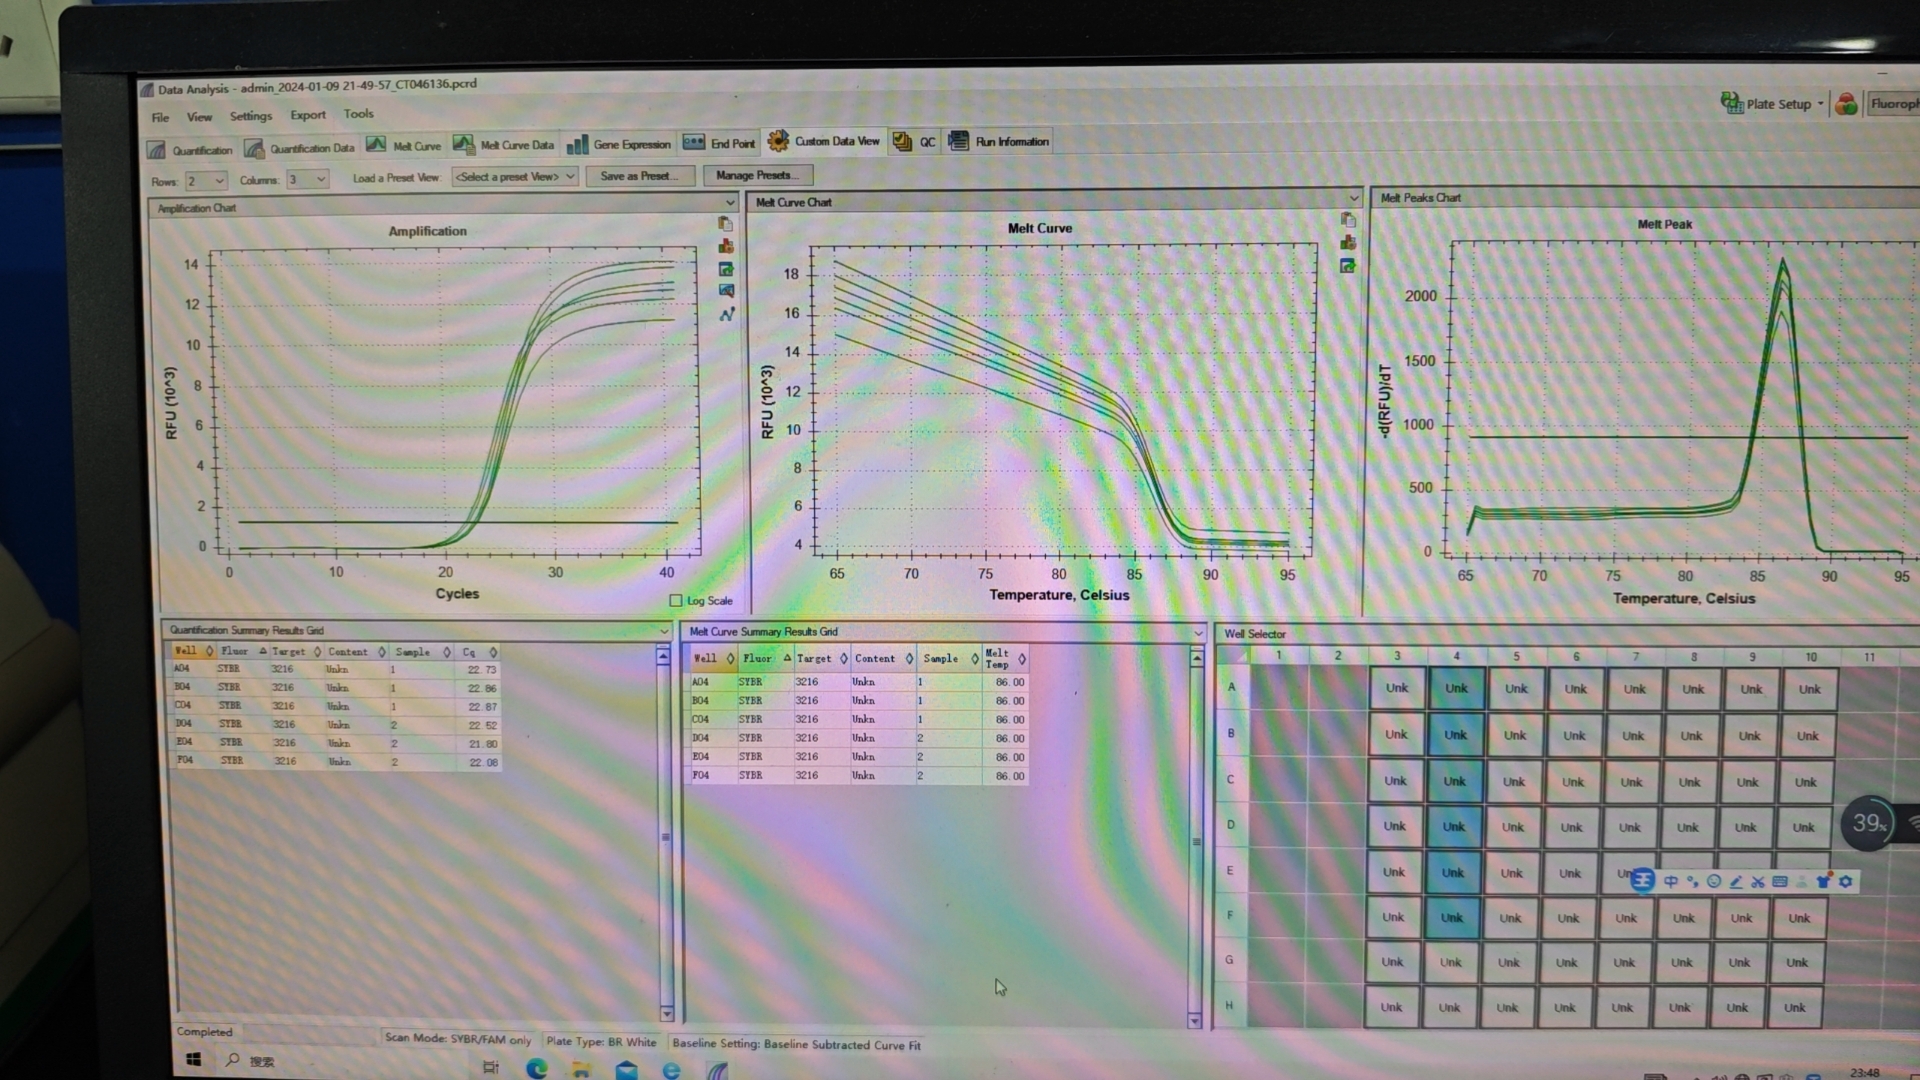 Data Analysis - admin_2024-01-09 21-49-57_CT046136.pcrd
File View Settings Export Tools
Plate Setup
Quantification Quantification Data Melt Curve Melt Curve Data Gene Expression End Point Custom Data View QC Run Information
Rows: 2 Columns: 3 Load a Preset View: <Select a preset View> Save as Preset... Manage Presets...
Amplification Chart
Amplification
14
12
10
8
6
4
2
0
RFU (10^3)
0 10 20 30 40
Cycles
Log Scale
Melt Curve Chart
Melt Curve
18
16
14
12
10
8
6
4
RFU (10^3)
65 70 75 80 85 90 95
Temperature, Celsius
Melt Peaks Chart
Melt Peak
2000
1500
1000
500
0
-d(RFU)/dT
65 70 75 80 85 90 95
Temperature, Celsius
Quantification Summary Results Grid
Well Fluor Target Content Sample Cq
A04 SYBR 3216 Unkn 1 22.73
B04 SYBR 3216 Unkn 1 22.86
C04 SYBR 3216 Unkn 1 22.87
D04 SYBR 3216 Unkn 2 22.52
E04 SYBR 3216 Unkn 2 21.80
F04 SYBR 3216 Unkn 2 22.08
Melt Curve Summary Results Grid
Well Fluor Target Content Sample Melt Temp
A04 SYBR 3216 Unkn 1 86.00
B04 SYBR 3216 Unkn 1 86.00
C04 SYBR 3216 Unkn 1 86.00
D04 SYBR 3216 Unkn 2 86.00
E04 SYBR 3216 Unkn 2 86.00
F04 SYBR 3216 Unkn 2 86.00
Well Selector
1 2 3 4 5 6 7 8 9 10 11
A Unk Unk Unk Unk Unk Unk Unk Unk
B Unk Unk Unk Unk Unk Unk Unk Unk
C Unk Unk Unk Unk Unk Unk Unk Unk
D Unk Unk Unk Unk Unk Unk Unk Unk
E Unk Unk Unk Unk
F Unk Unk Unk Unk Unk Unk Unk Unk
G Unk Unk Unk Unk Unk Unk Unk Unk
H Unk Unk Unk Unk Unk Unk Unk Unk
39%
中
Completed
Scan Mode: SYBR/FAM only Plate Type: BR White Baseline Setting: Baseline Subtracted Curve Fit
搜索
23:48